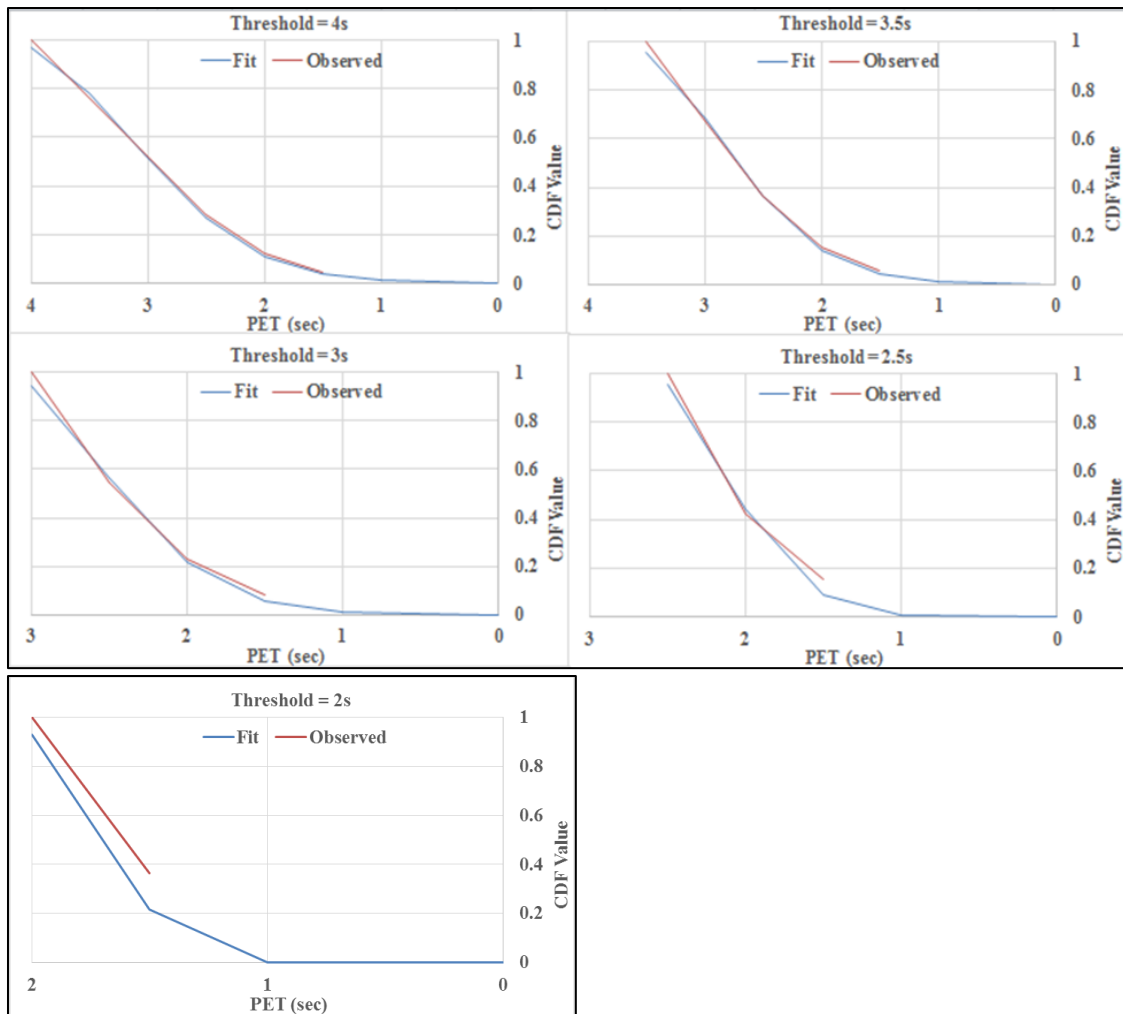 Threshold = 4s
Fit Observed
1
0.8
0.6
0.4
0.2
0
CDF Value
4 3 2 1 0
PET (sec)
Threshold = 3.5s
Fit Observed
1
0.8
0.6
0.4
0.2
0
CDF Value
4 3 2 1 0
PET (sec)
Threshold = 3s
Fit Observed
1
0.8
0.6
0.4
0.2
0
CDF Value
3 2 1 0
PET (sec)
Threshold = 2.5s
Fit Observed
1
0.8
0.6
0.4
0.2
0
CDF Value
3 2 1 0
PET (sec)
Threshold = 2s
Fit Observed
1
0.8
0.6
0.4
0.2
0
CDF Value
2 1 0
PET (sec)